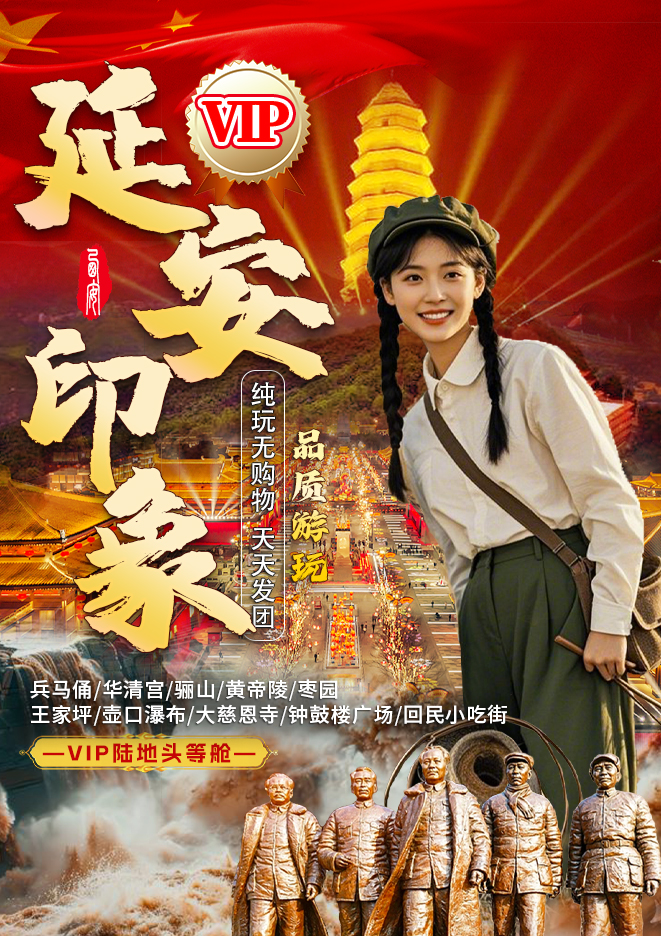 延安印象
VIP
纯玩无购物 天天发团
品质游玩
兵马俑/华清宫/骊山/黄帝陵/枣园
王家坪/壶口瀑布/大慈恩寺/钟鼓楼广场/回民小吃街
—VIP陆地头等舱—